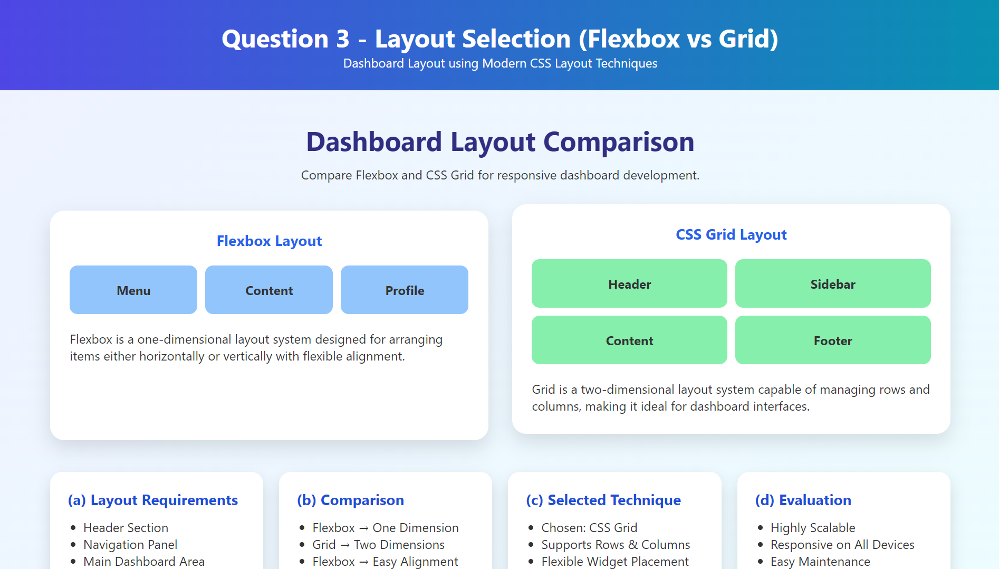 Question 3 - Layout Selection (Flexbox vs Grid)
Dashboard Layout using Modern CSS Layout Techniques
Dashboard Layout Comparison
Compare Flexbox and CSS Grid for responsive dashboard development.
Flexbox Layout
Menu
Content
Profile
Flexbox is a one-dimensional layout system designed for arranging
items either horizontally or vertically with flexible alignment.
CSS Grid Layout
Header
Sidebar
Content
Footer
Grid is a two-dimensional layout system capable of managing rows and
columns, making it ideal for dashboard interfaces.
(a) Layout Requirements
• Header Section
• Navigation Panel
• Main Dashboard Area
(b) Comparison
• Flexbox → One Dimension
• Grid → Two Dimensions
• Flexbox → Easy Alignment
(c) Selected Technique
• Chosen: CSS Grid
• Supports Rows & Columns
• Flexible Widget Placement
(d) Evaluation
• Highly Scalable
• Responsive on All Devices
• Easy Maintenance